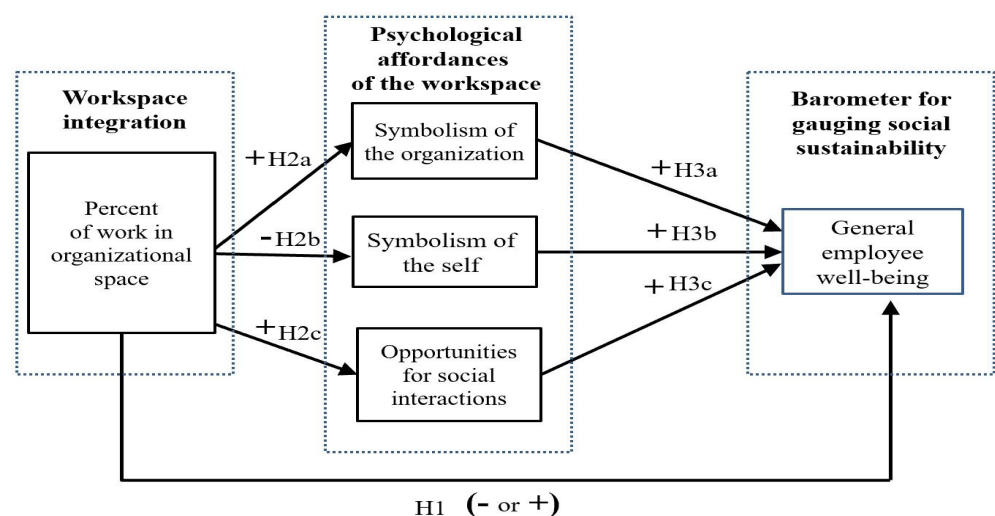 Workspace
integration
Percent
of work in
organizational
space
+H2a
-H2b
+H2c
Psychological
affordances
of the workspace
Symbolism of
the organization
Symbolism of
the self
Opportunities
for social
interactions
+H3a
+H3b
+H3c
Barometer for
gauging social
sustainability
General
employee
well-being
H1 (- or +)